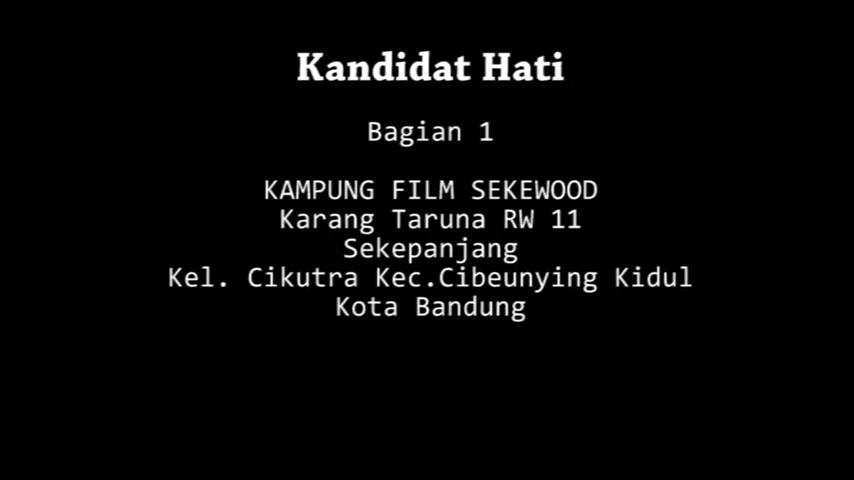 Kandidat Hati
Bagian 1
KAMPUNG FILM SEKEWOOD
Karang Taruna RW 11
Sekepanjang
Kel. Cikutra Kec.Cibeunying Kidul
Kota Bandung